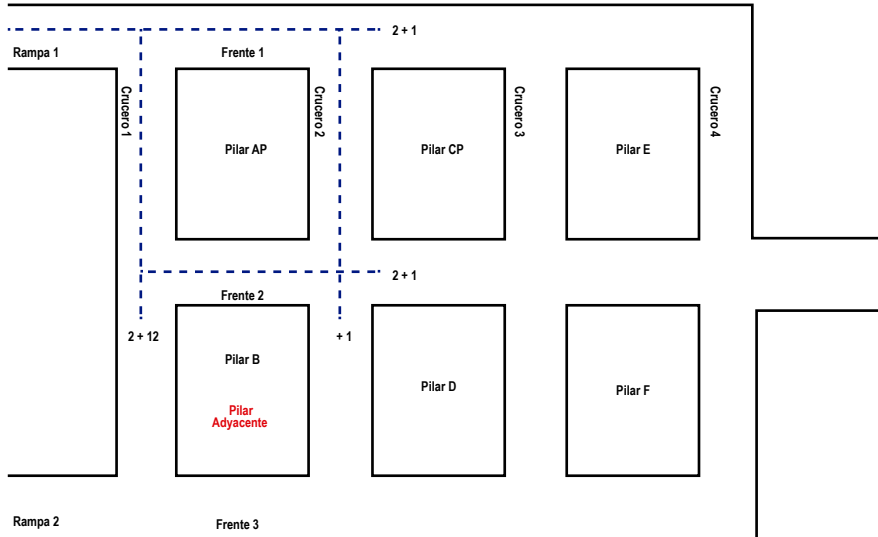 2 + 1
Rampa 1
Frente 1
Crucero 1
Crucero 2
Crucero 3
Crucero 4
Pilar AP
Pilar CP
Pilar E
2 + 1
Frente 2
2 + 12
+ 1
Pilar B
Pilar D
Pilar F
Pilar
Adyacente
Rampa 2
Frente 3